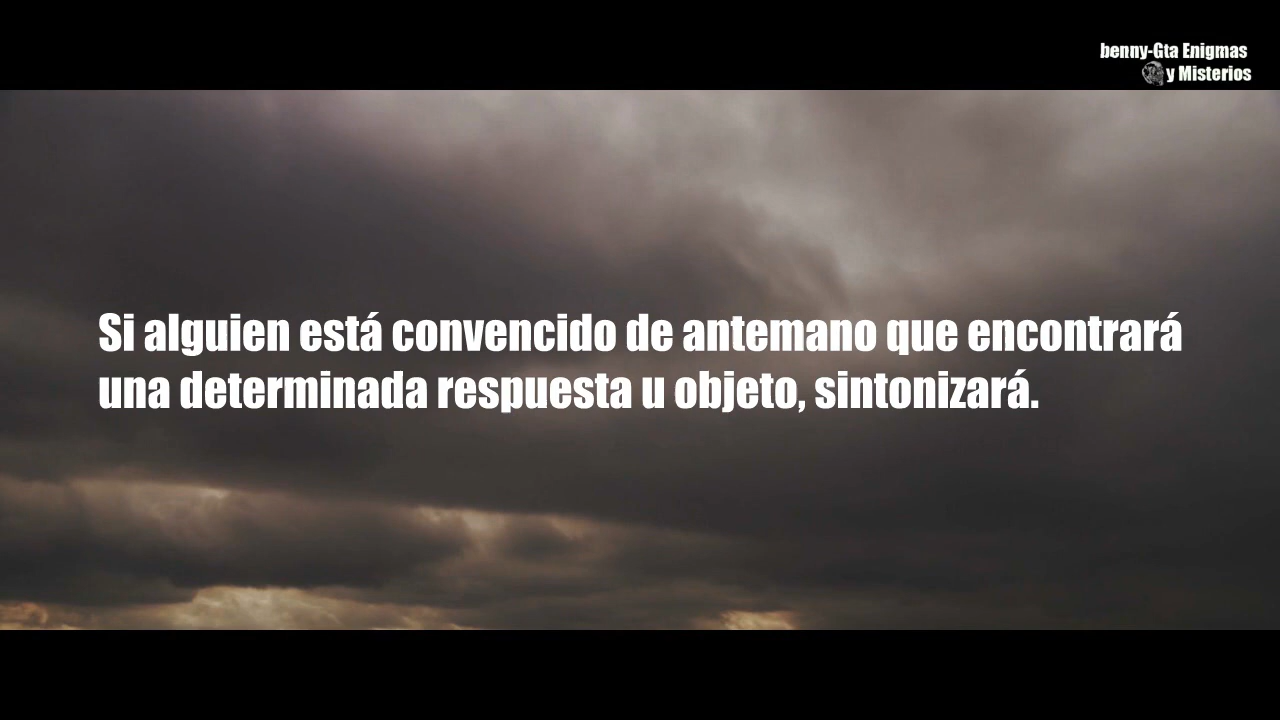 benny-Gta Enigmas
y Misterios
Si alguien está convencido de antemano que encontrará
una determinada respuesta u objeto, sintonizará.